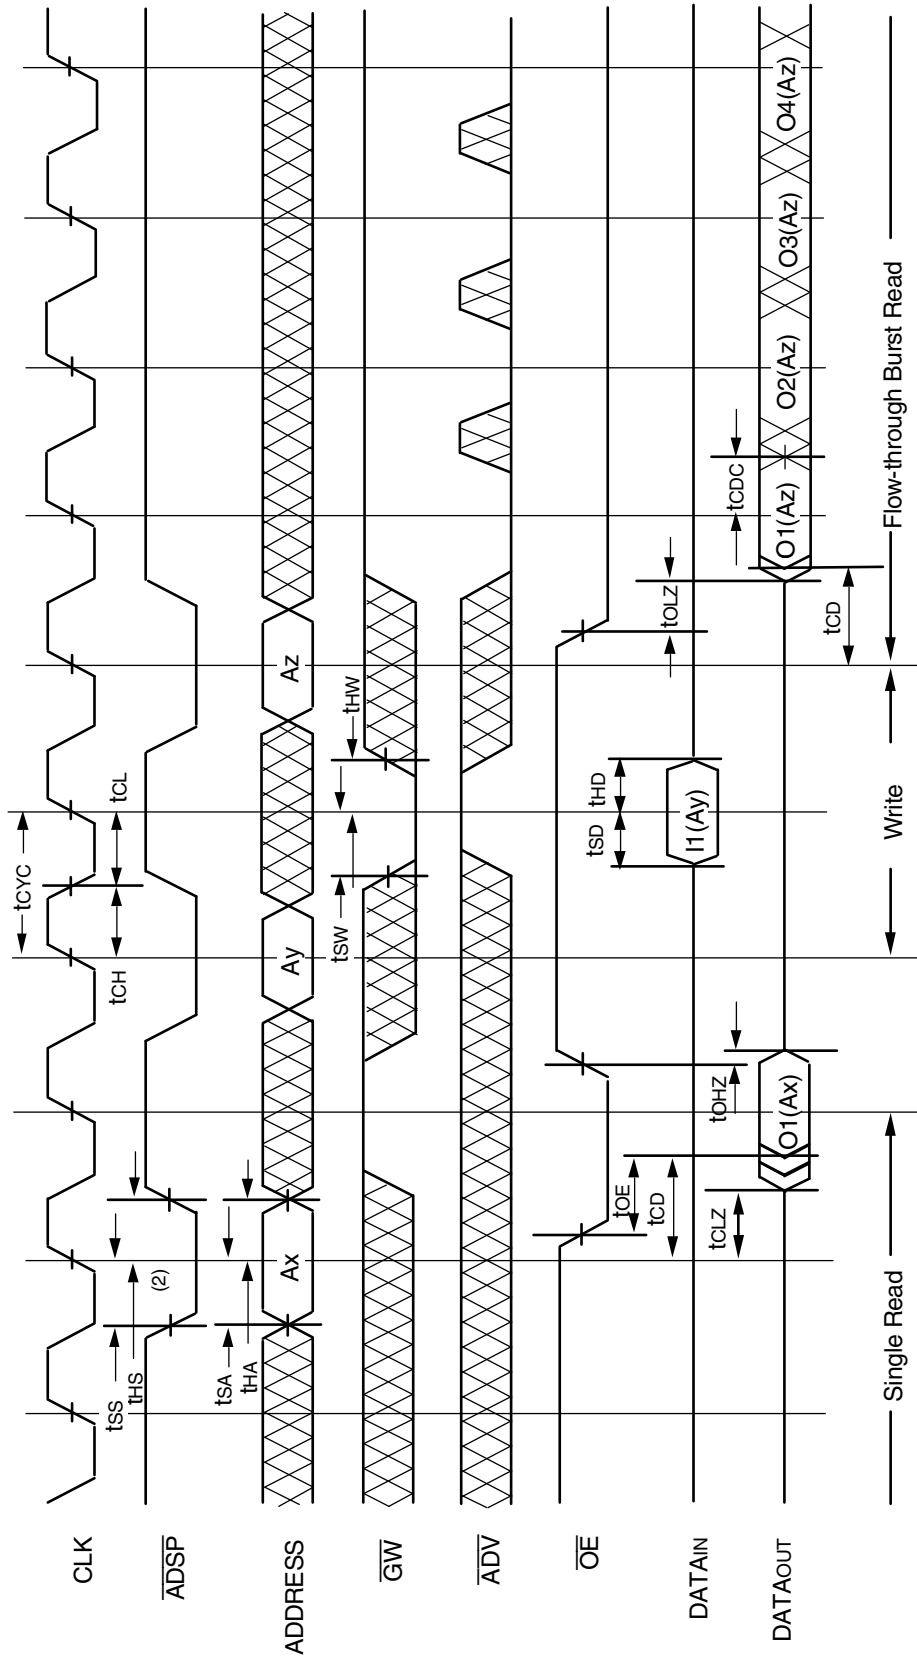 CLK
tCYC
tCH
tCL
ADSP
tSS
tHS
(2)
ADDRESS
tSA
tHA
Ax
Ay
Az
GW
tSW
tHW
ADV
OE
tOE
tOHZ
tOLZ
DATAIN
tCD
tSD
tHD
I1(Ay)
tCDC
DATAOUT
tCLZ
O1(Ax)
tCD
O1(Az)
O2(Az)
O3(Az)
O4(Az)
Single Read
Write
Flow-through Burst Read